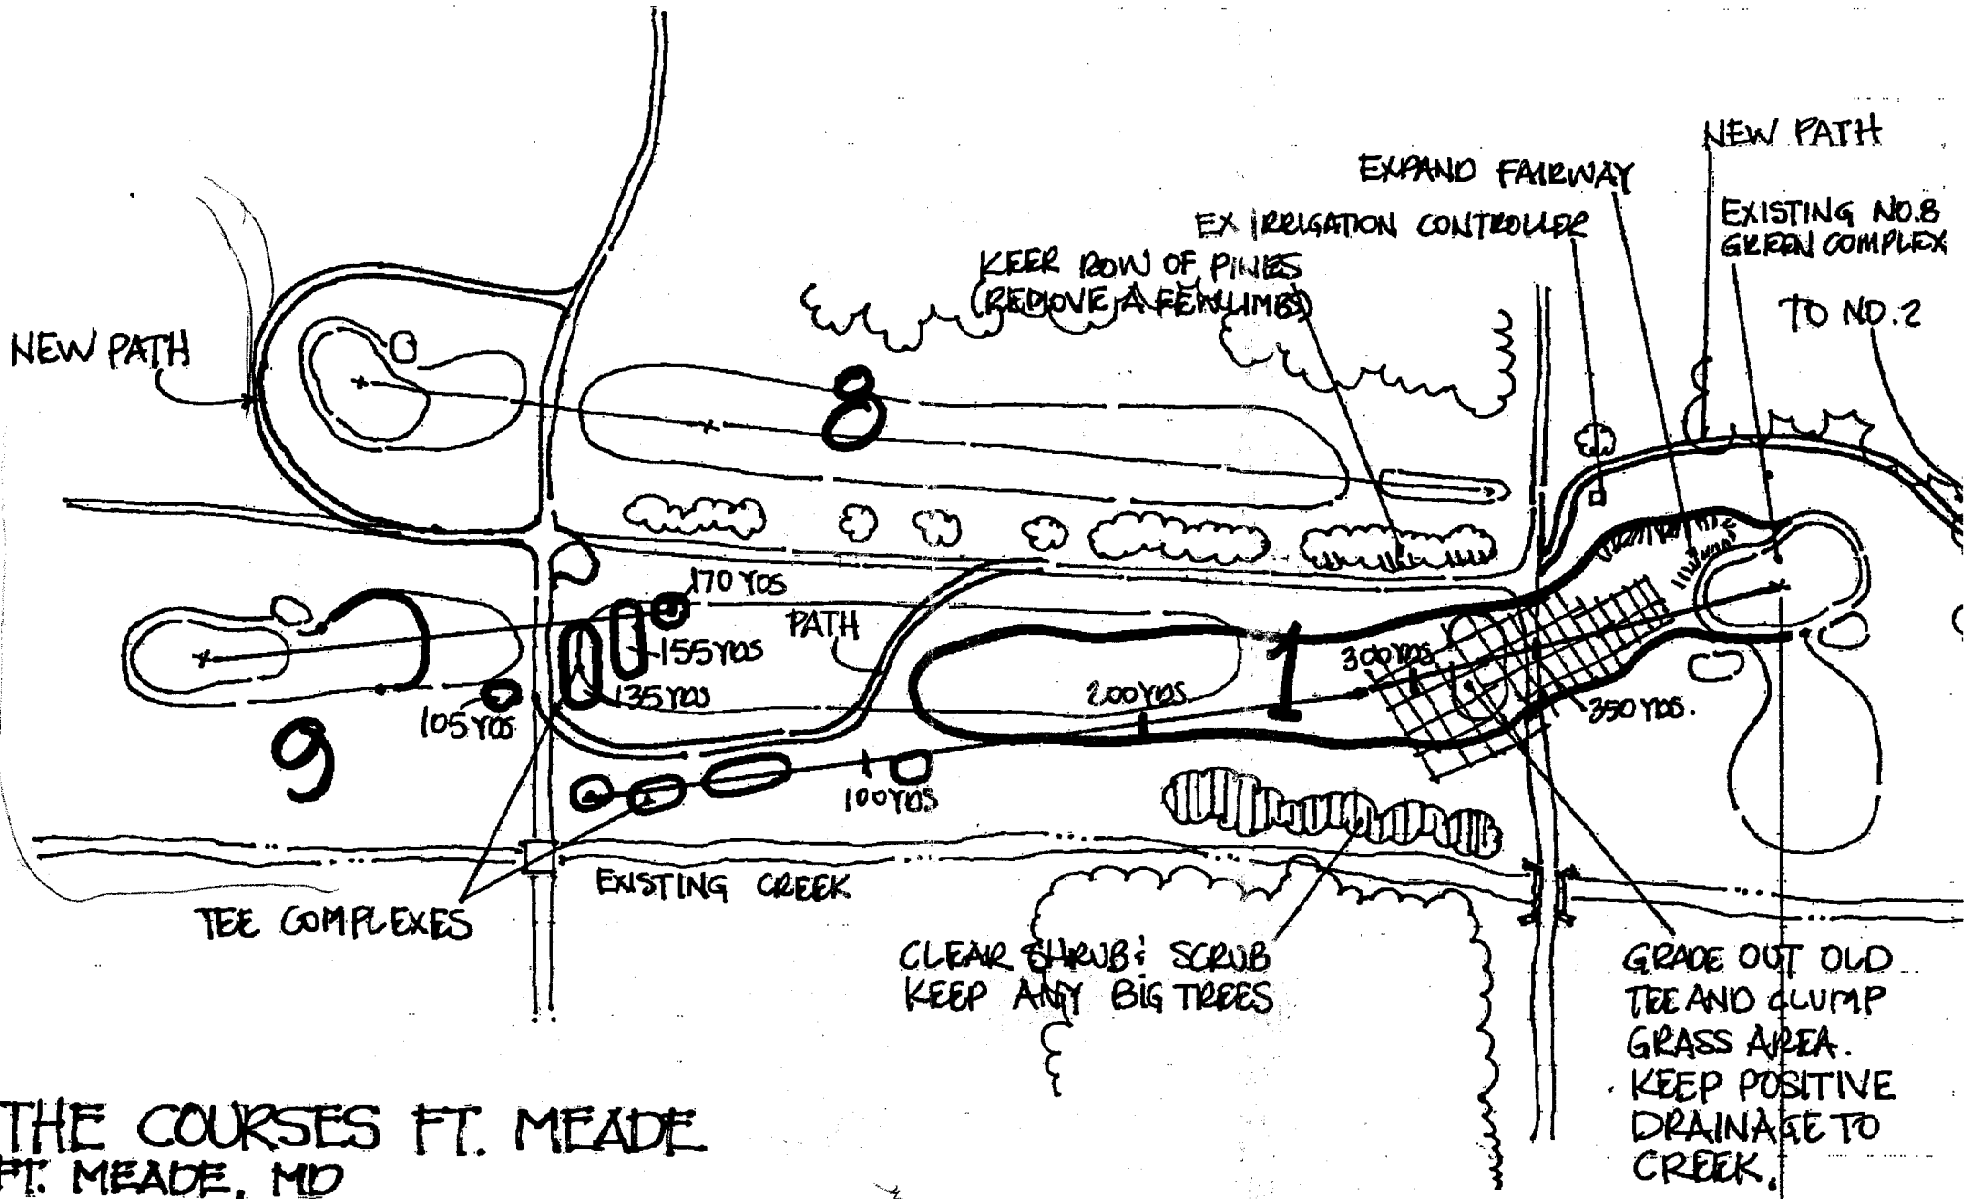 NEW PATH
EXPAND FAIRWAY
EX IRRIGATION CONTROLLER
EXISTING NO.8
GREEN COMPLEX
KEEP ROW OF PINES
(REMOVE A FEW LIMBS)
TO NO. 2
NEW PATH
8
170 YDS
PATH
155 YDS
135 YDS
105 YDS
1
300 YDS
200 YDS
350 YDS.
9
100 YDS
EXISTING CREEK
TEE COMPLEXES
CLEAR SHRUB & SCRUB
KEEP ANY BIG TREES
GRADE OUT OLD
TEE AND CLUMP
GRASS AREA.
KEEP POSITIVE
DRAINAGE TO
CREEK.
THE COURSES FT. MEADE
FT. MEADE, MD